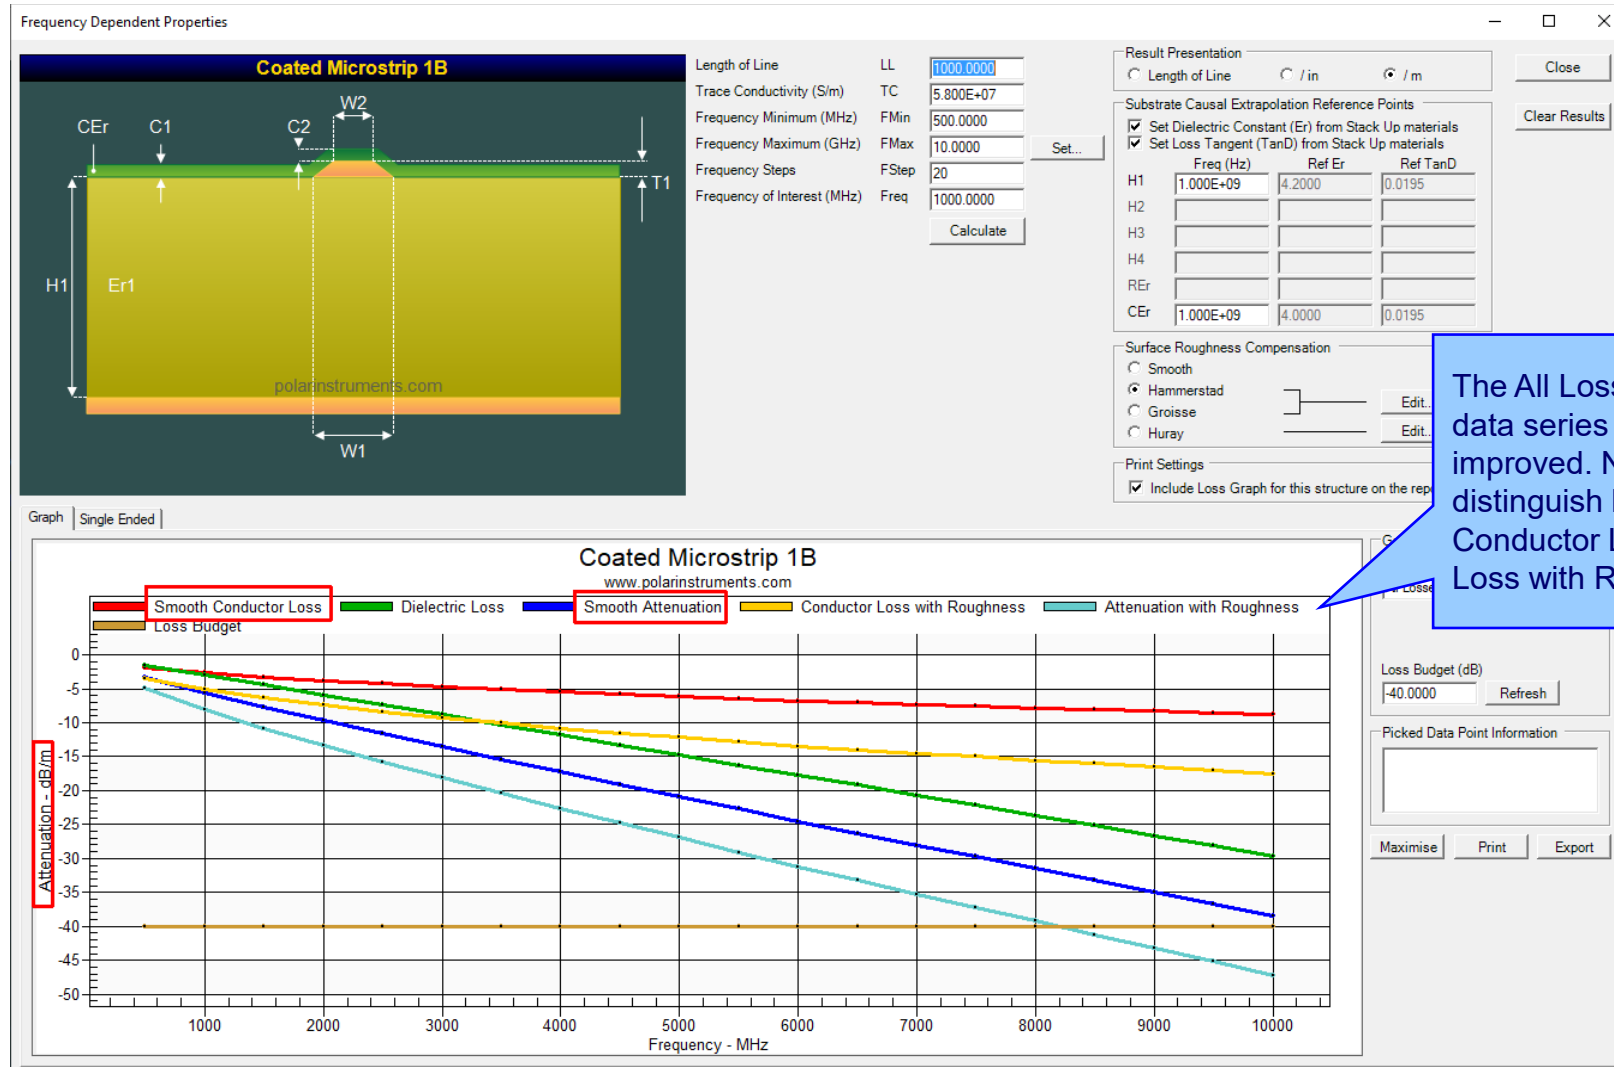 Frequency Dependent Properties
Coated Microstrip 1B
W2
CEr C1 C2
T1
H1 Er1
polarinstruments.com
W1
Length of Line LL 1000.0000
Trace Conductivity (S/m) TC 5.800E+07
Frequency Minimum (MHz) FMin 500.0000
Frequency Maximum (GHz) FMax 10.0000 Set...
Frequency Steps FStep 20
Frequency of Interest (MHz) Freq 1000.0000
Calculate
Result Presentation
Length of Line / in / m
Close
Clear Results
Substrate Causal Extrapolation Reference Points
Set Dielectric Constant (Er) from Stack Up materials
Set Loss Tangent (TanD) from Stack Up materials
Freq (Hz) Ref Er Ref TanD
H1 1.000E+09 4.2000 0.0195
H2
H3
H4
REr
CEr 1.000E+09 4.0000 0.0195
Surface Roughness Compensation
Smooth
Hammerstad Edit..
Groisse
Huray Edit..
Print Settings
Include Loss Graph for this structure on the rep
The All Loss
data series
improved. N
distinguish
Conductor L
Loss with R
Graph Single Ended
Coated Microstrip 1B
www.polarinstruments.com
Smooth Conductor Loss Dielectric Loss Smooth Attenuation Conductor Loss with Roughness Attenuation with Roughness
Loss Budget
0
-5
-10
-15
-20
-25
-30
-35
-40
-45
-50
Attenuation - dB/m
1000 2000 3000 4000 5000 6000 7000 8000 9000 10000
Frequency - MHz
Loss Budget (dB)
-40.0000 Refresh
Picked Data Point Information
Maximise Print Export